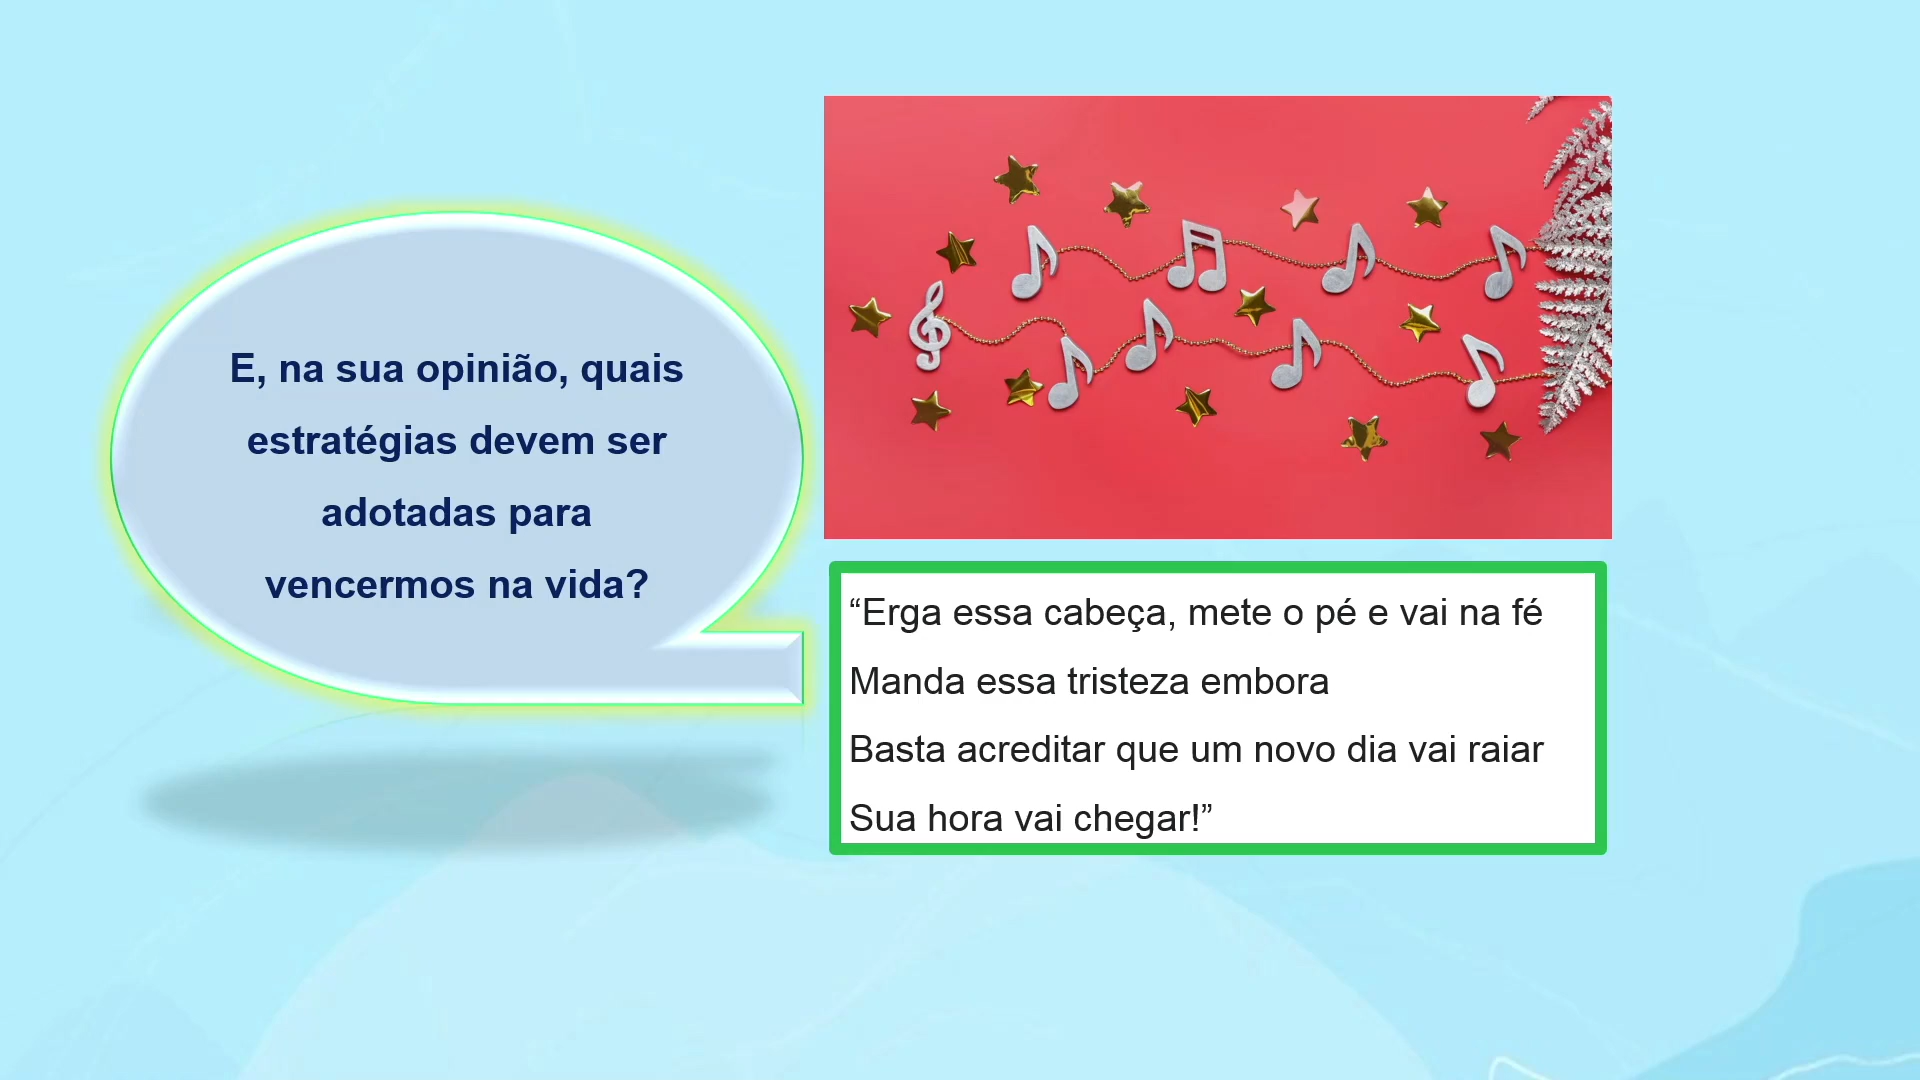 E, na sua opinião, quais
estratégias devem ser
adotadas para
vencermos na vida?
“Erga essa cabeça, mete o pé e vai na fé
Manda essa tristeza embora
Basta acreditar que um novo dia vai raiar
Sua hora vai chegar!”